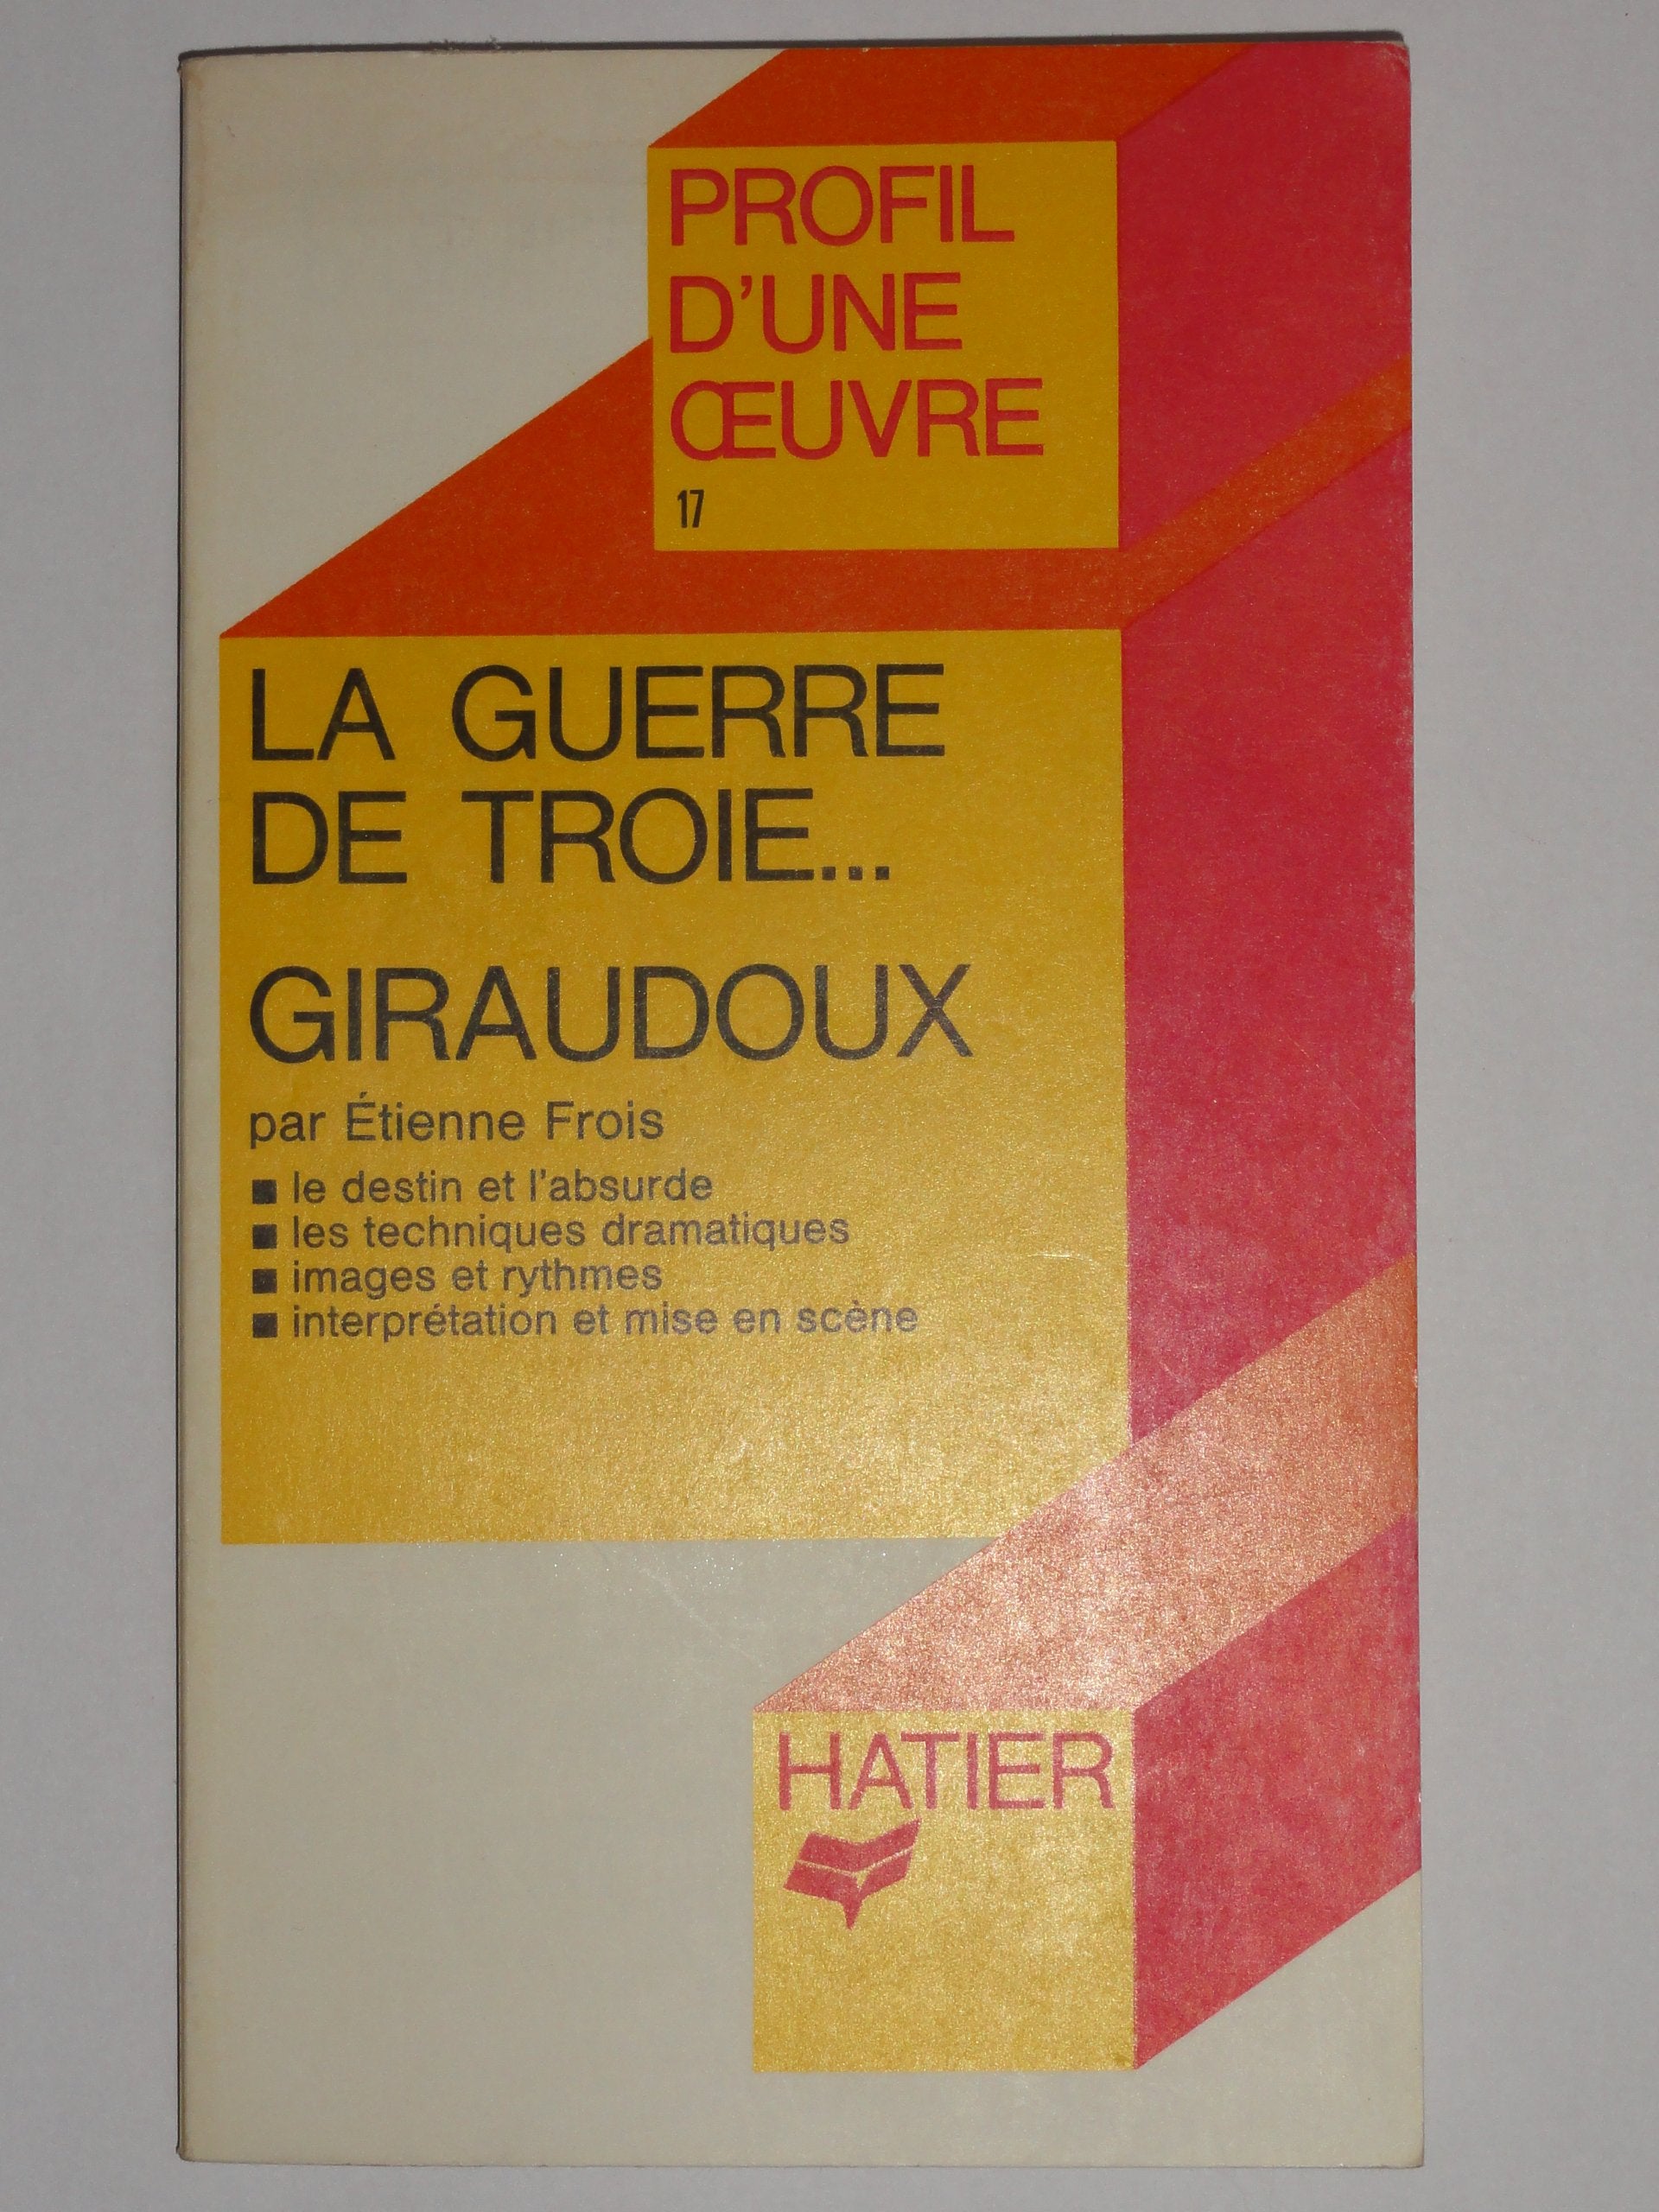 PROFIL
D'UNE
ŒUVRE
17
LA GUERRE
DE TROIE...
GIRAUDOUX
par Étienne Frois
■ le destin et l'absurde
■ les techniques dramatiques
■ images et rythmes
■ interprétation et mise en scène
HATIER